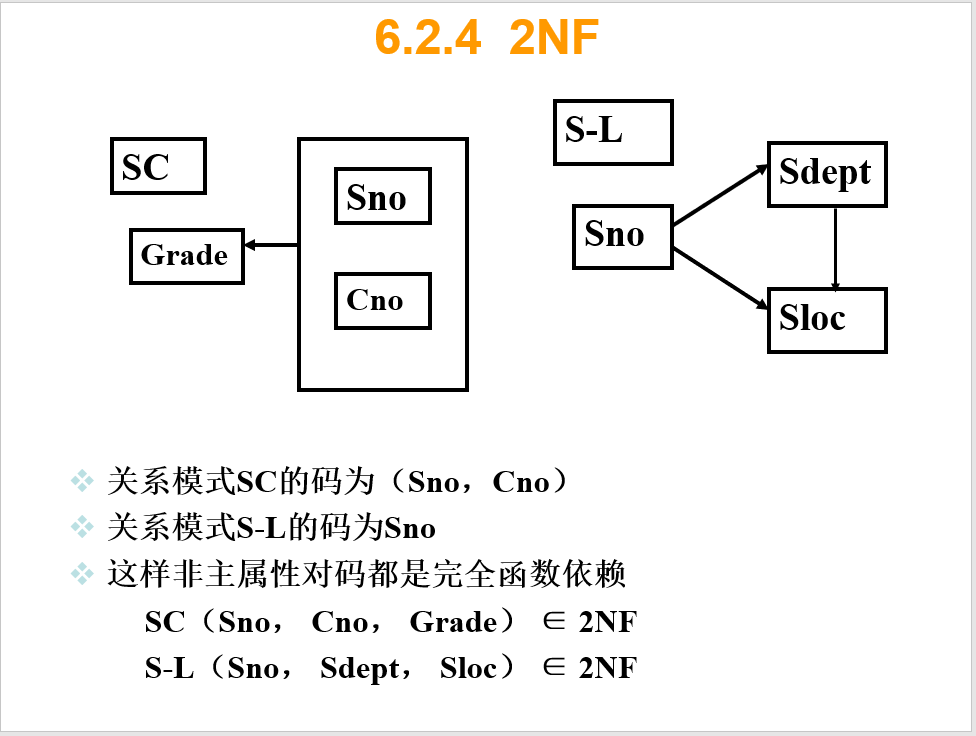 6.2.4 2NF
SC
Sno
Grade
Cno
S-L
Sdept
Sno
Sloc
关系模式SC的码为（Sno，Cno）
关系模式S-L的码为Sno
这样非主属性对码都是完全函数依赖
SC（Sno， Cno， Grade） ∈ 2NF
S-L（Sno， Sdept， Sloc） ∈ 2NF